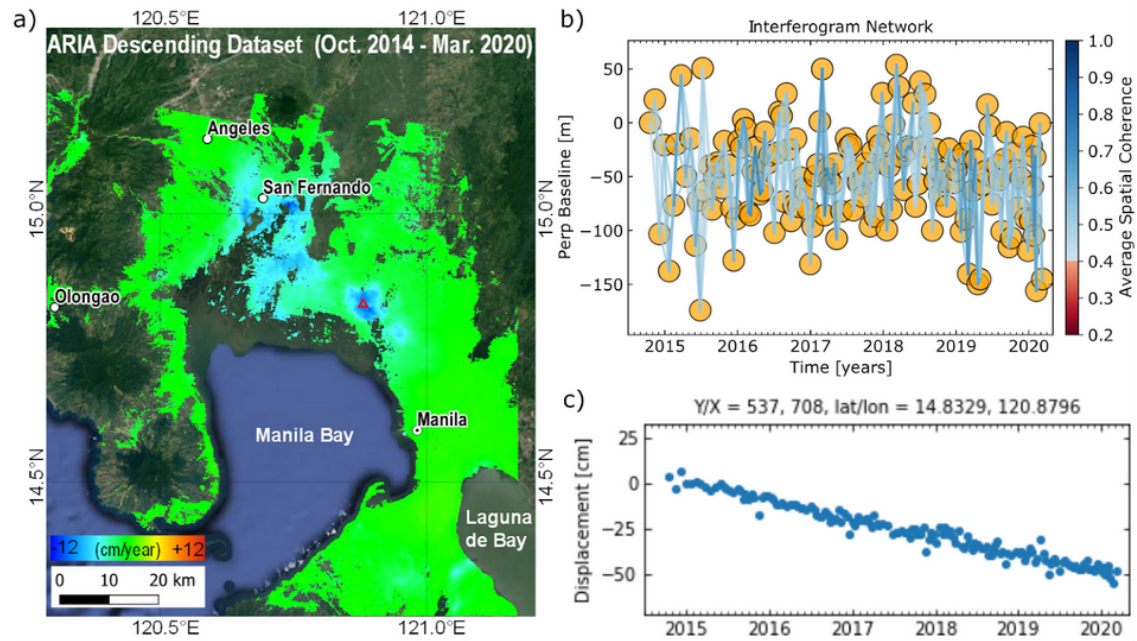 a)
120.5°E
121.0°E
ARIA Descending Dataset (Oct. 2014 - Mar. 2020)
Angeles
San Fernando
15.0°N
15.0°N
Olongao
Manila
Manila Bay
14.5°N
14.5°N
Laguna
de Bay
-12 (cm/year) +12
0 10 20 km
120.5°E
121.0°E
b)
Interferogram Network
Perp Baseline [m]
50
0
−50
−100
−150
2015 2016 2017 2018 2019 2020
Time [years]
1.0
0.9
0.8
0.7
0.6
0.5
0.4
0.3
0.2
Average Spatial Coherence
c)
Y/X = 537, 708, lat/lon = 14.8329, 120.8796
Displacement [cm]
25
0
−25
−50
2015 2016 2017 2018 2019 2020